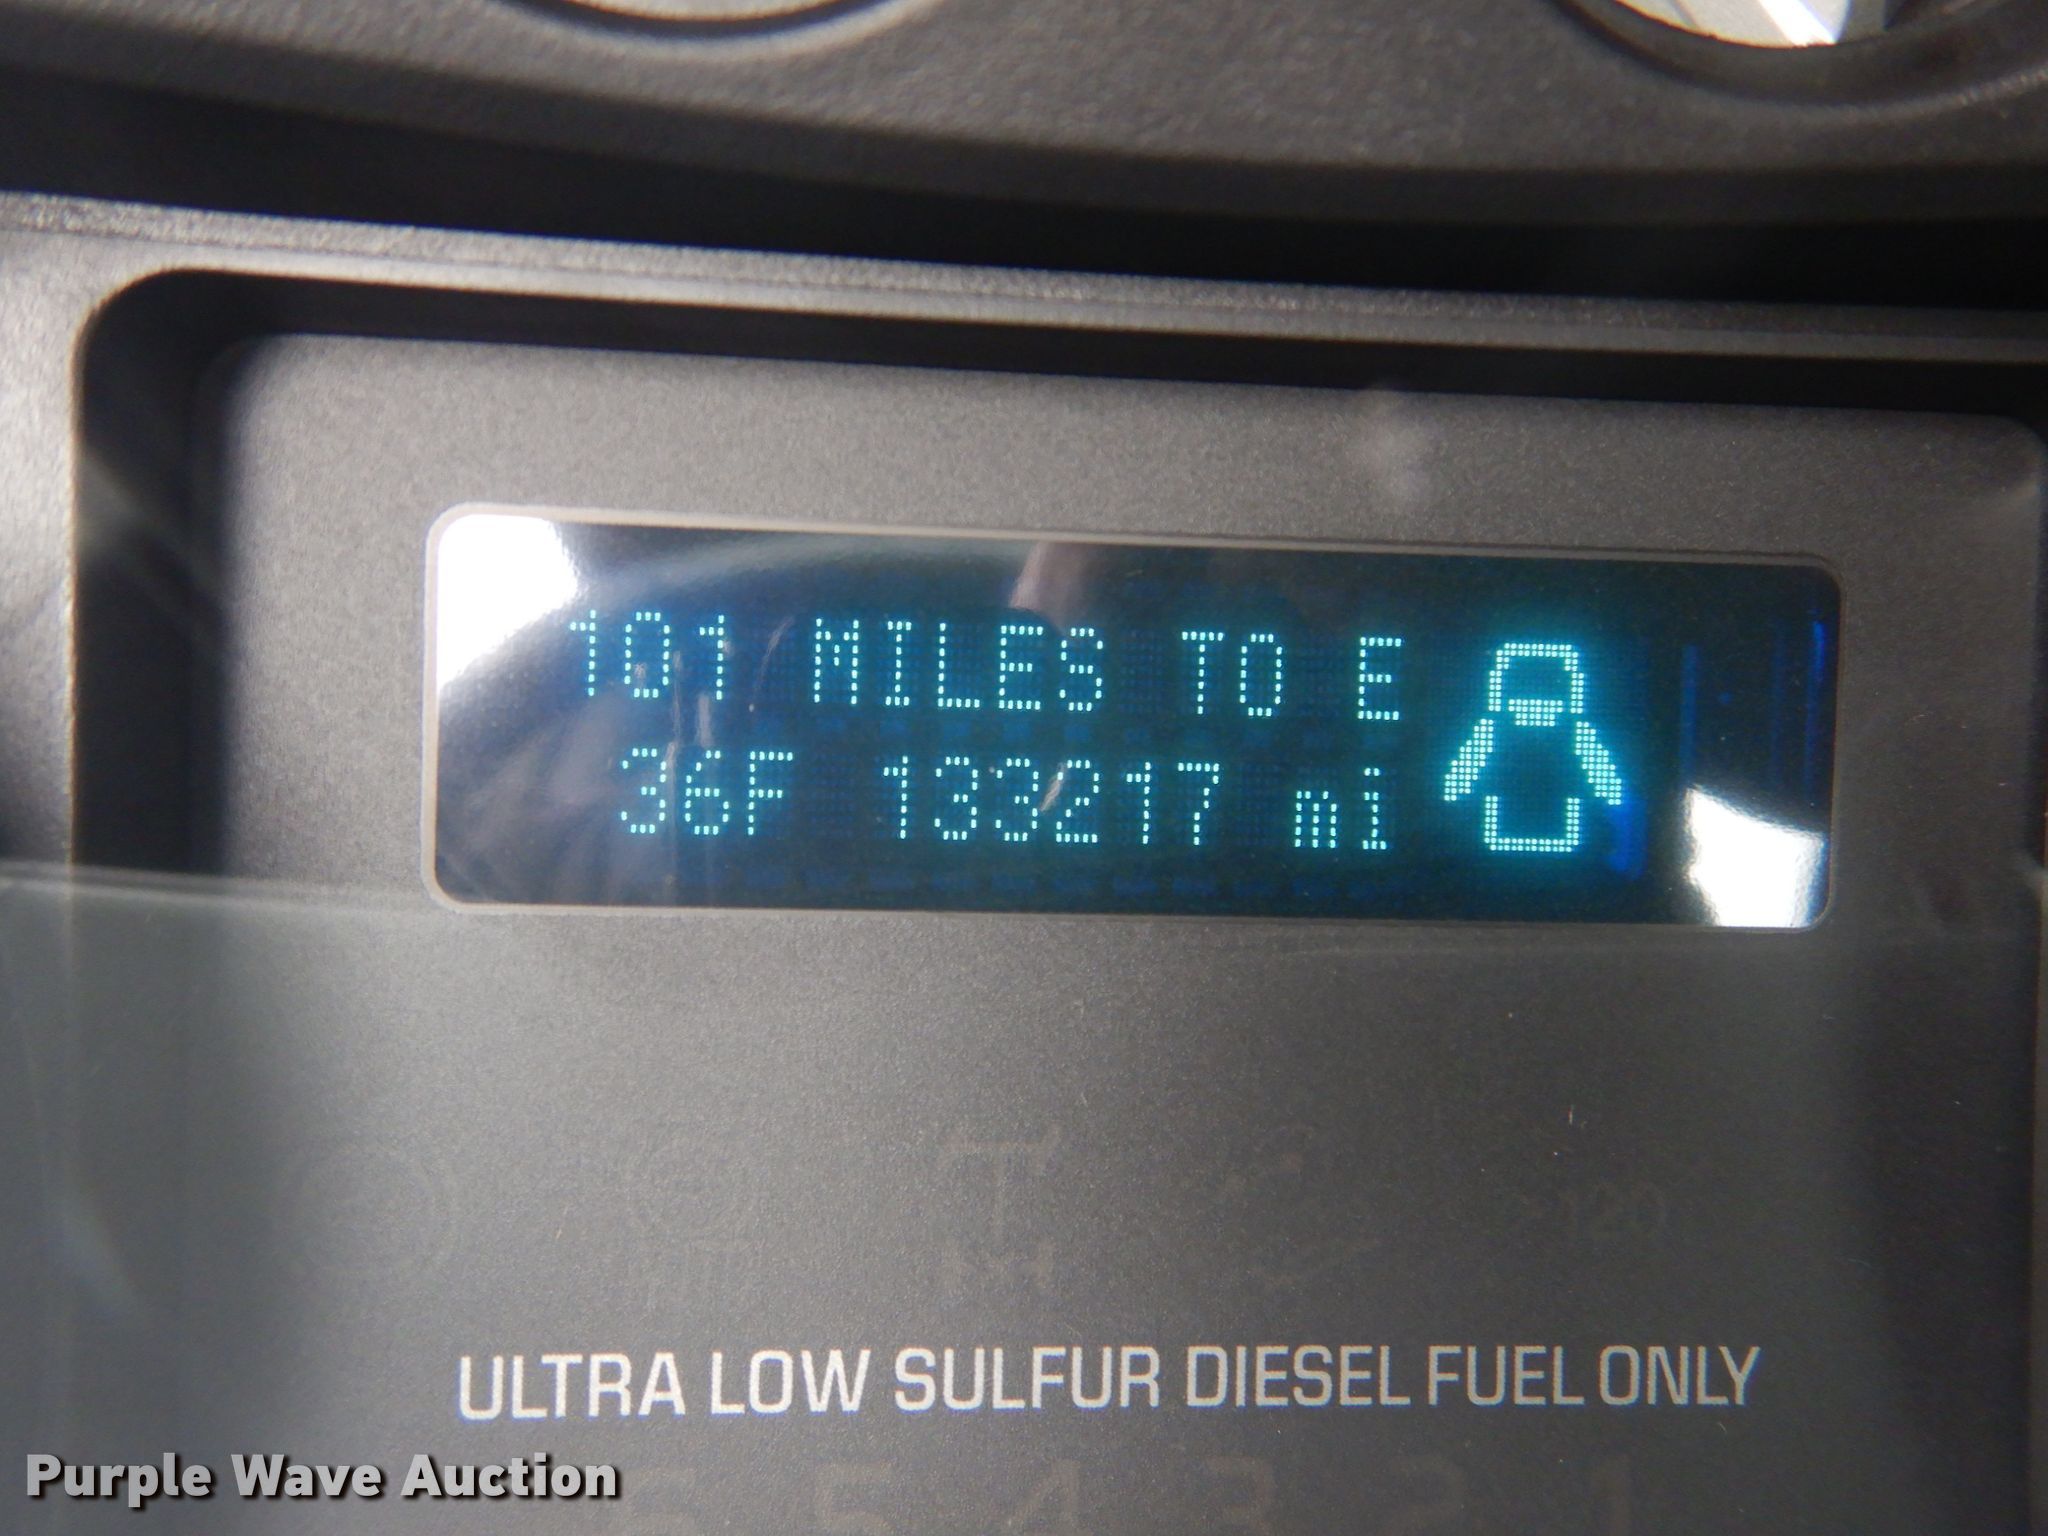 101 MILES TO E
36F 133217 mi
ULTRA LOW SULFUR DIESEL FUEL ONLY
Purple Wave Auction